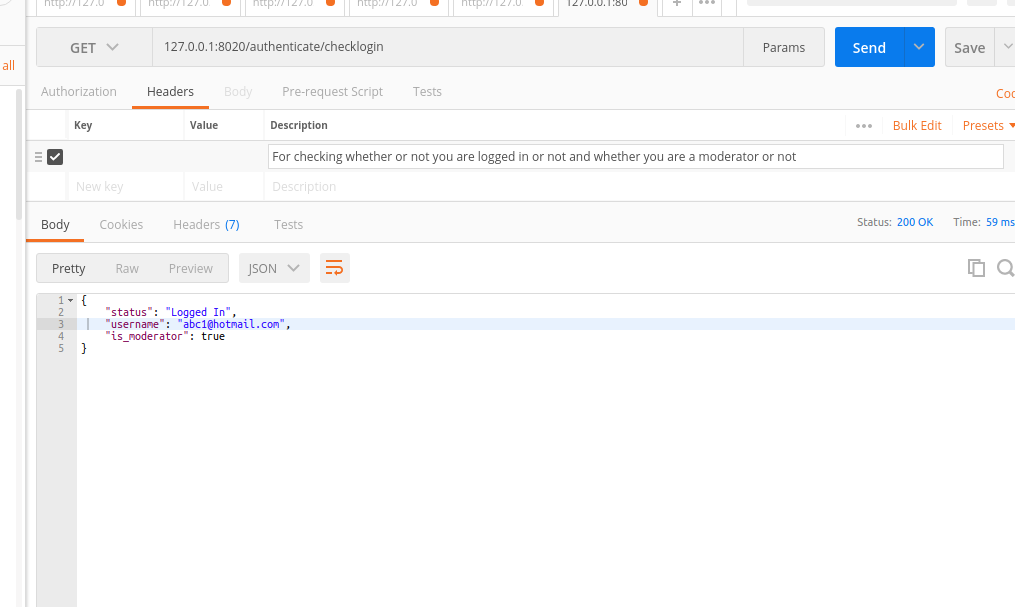 http://127.0 http://127.0 http://127.0 http://127.0 http://127.0 127.0.0.1:80 + •••
GET 127.0.0.1:8020/authenticate/checklogin Params Send Save
all
Authorization Headers Body Pre-request Script Tests
Coo
Key Value Description ••• Bulk Edit Presets
For checking whether or not you are logged in or not and whether you are a moderator or not
New key Value Description
Body Cookies Headers (7) Tests Status: 200 OK Time: 59 ms
Pretty Raw Preview JSON
1 {
2 "status": "Logged In",
3 "username": "abc1@hotmail.com",
4 "is_moderator": true
5 }